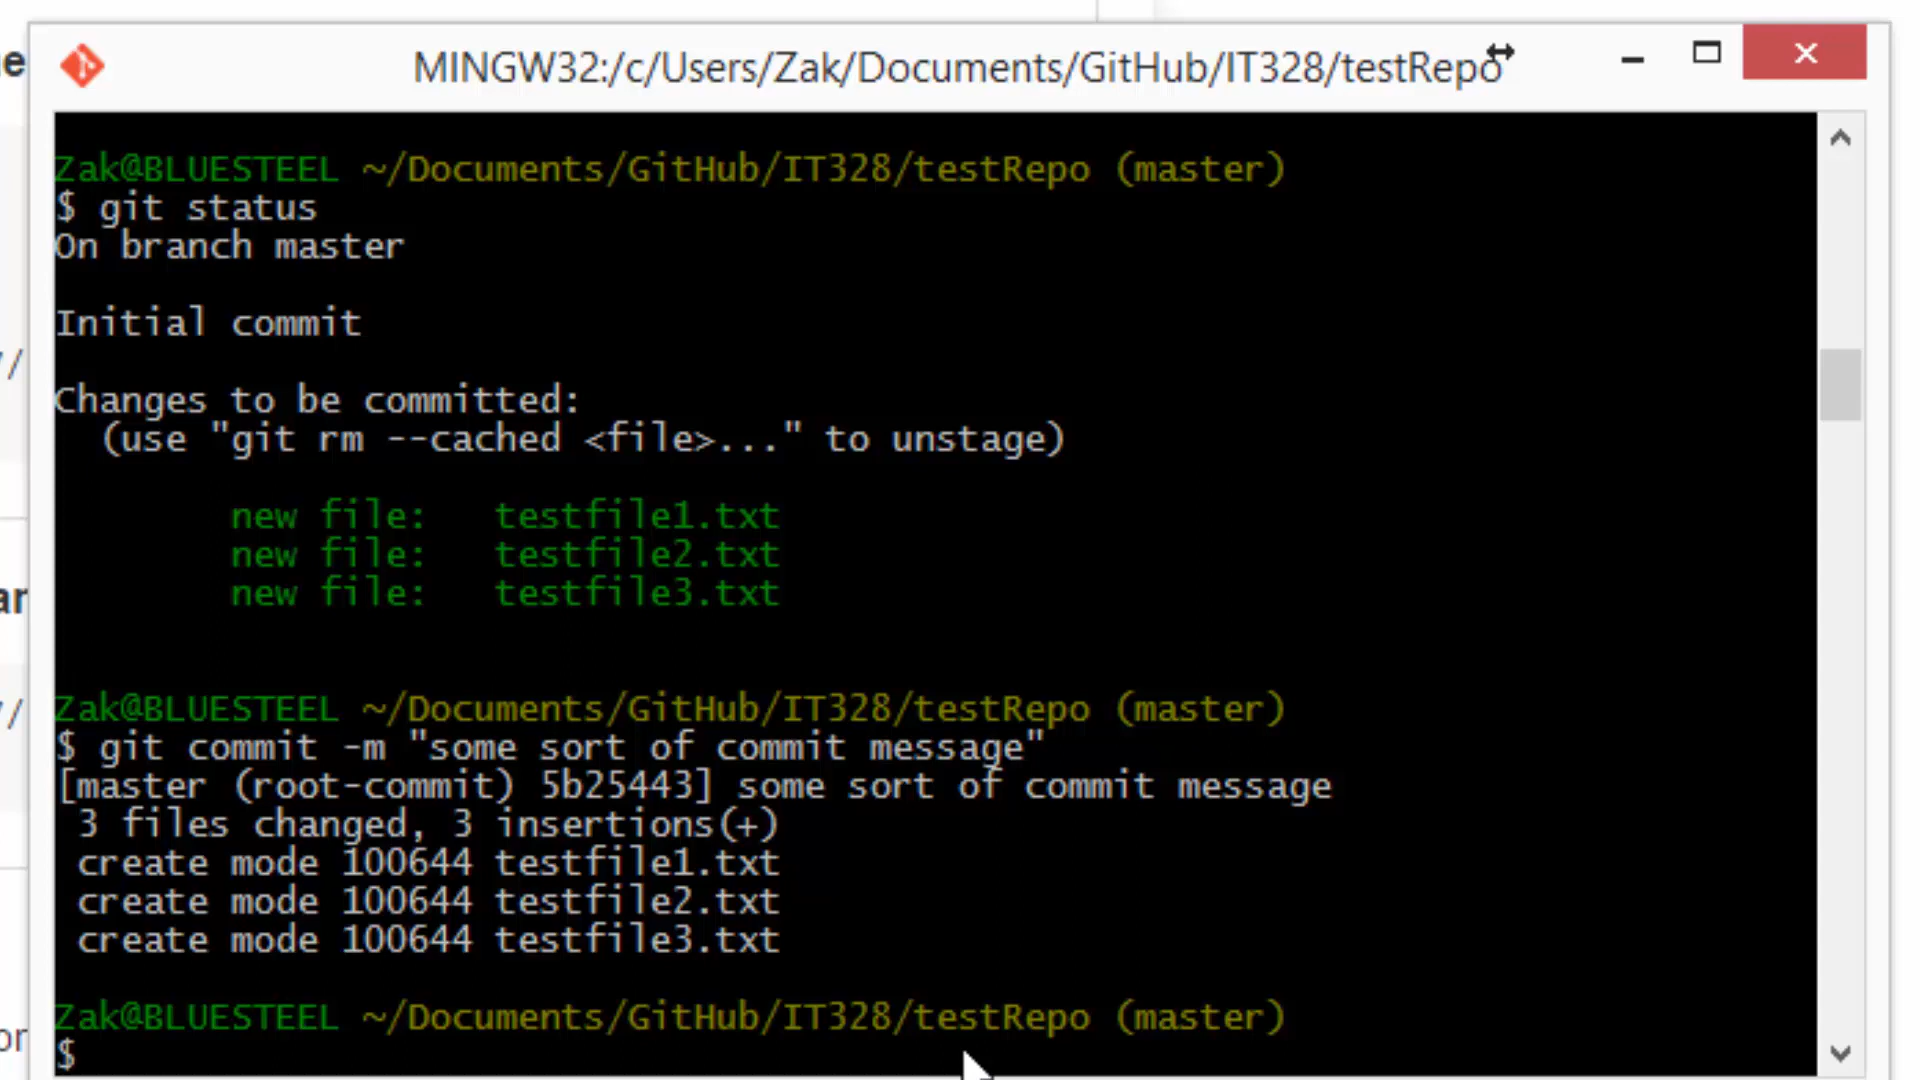 MINGW32:/c/Users/Zak/Documents/GitHub/IT328/testRepo
Zak@BLUESTEEL ~/Documents/GitHub/IT328/testRepo (master)
$ git status
On branch master
Initial commit
Changes to be committed:
(use "git rm --cached <file>..." to unstage)
new file: testfile1.txt
new file: testfile2.txt
new file: testfile3.txt
Zak@BLUESTEEL ~/Documents/GitHub/IT328/testRepo (master)
$ git commit -m "some sort of commit message"
[master (root-commit) 5b25443] some sort of commit message
3 files changed, 3 insertions(+)
create mode 100644 testfile1.txt
create mode 100644 testfile2.txt
create mode 100644 testfile3.txt
Zak@BLUESTEEL ~/Documents/GitHub/IT328/testRepo (master)
$